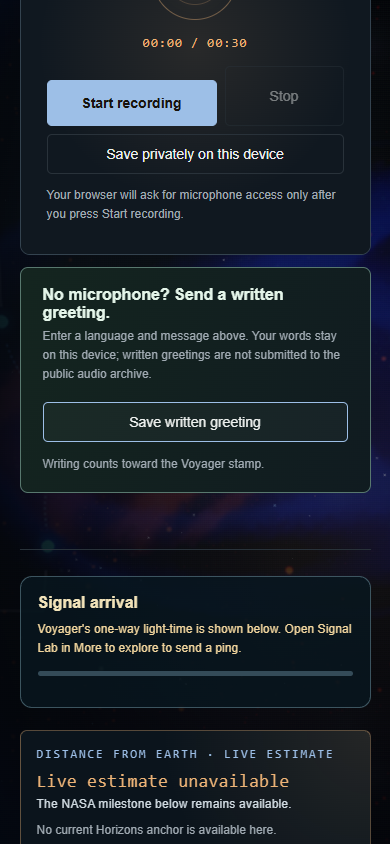 00:00 / 00:30
Start recording
Stop
Save privately on this device
Your browser will ask for microphone access only after
you press Start recording.
No microphone? Send a written
greeting.
Enter a language and message above. Your words stay
on this device; written greetings are not submitted to the
public audio archive.
Save written greeting
Writing counts toward the Voyager stamp.
Signal arrival
Voyager's one-way light-time is shown below. Open Signal
Lab in More to explore to send a ping.
DISTANCE FROM EARTH · LIVE ESTIMATE
Live estimate unavailable
The NASA milestone below remains available.
No current Horizons anchor is available here.